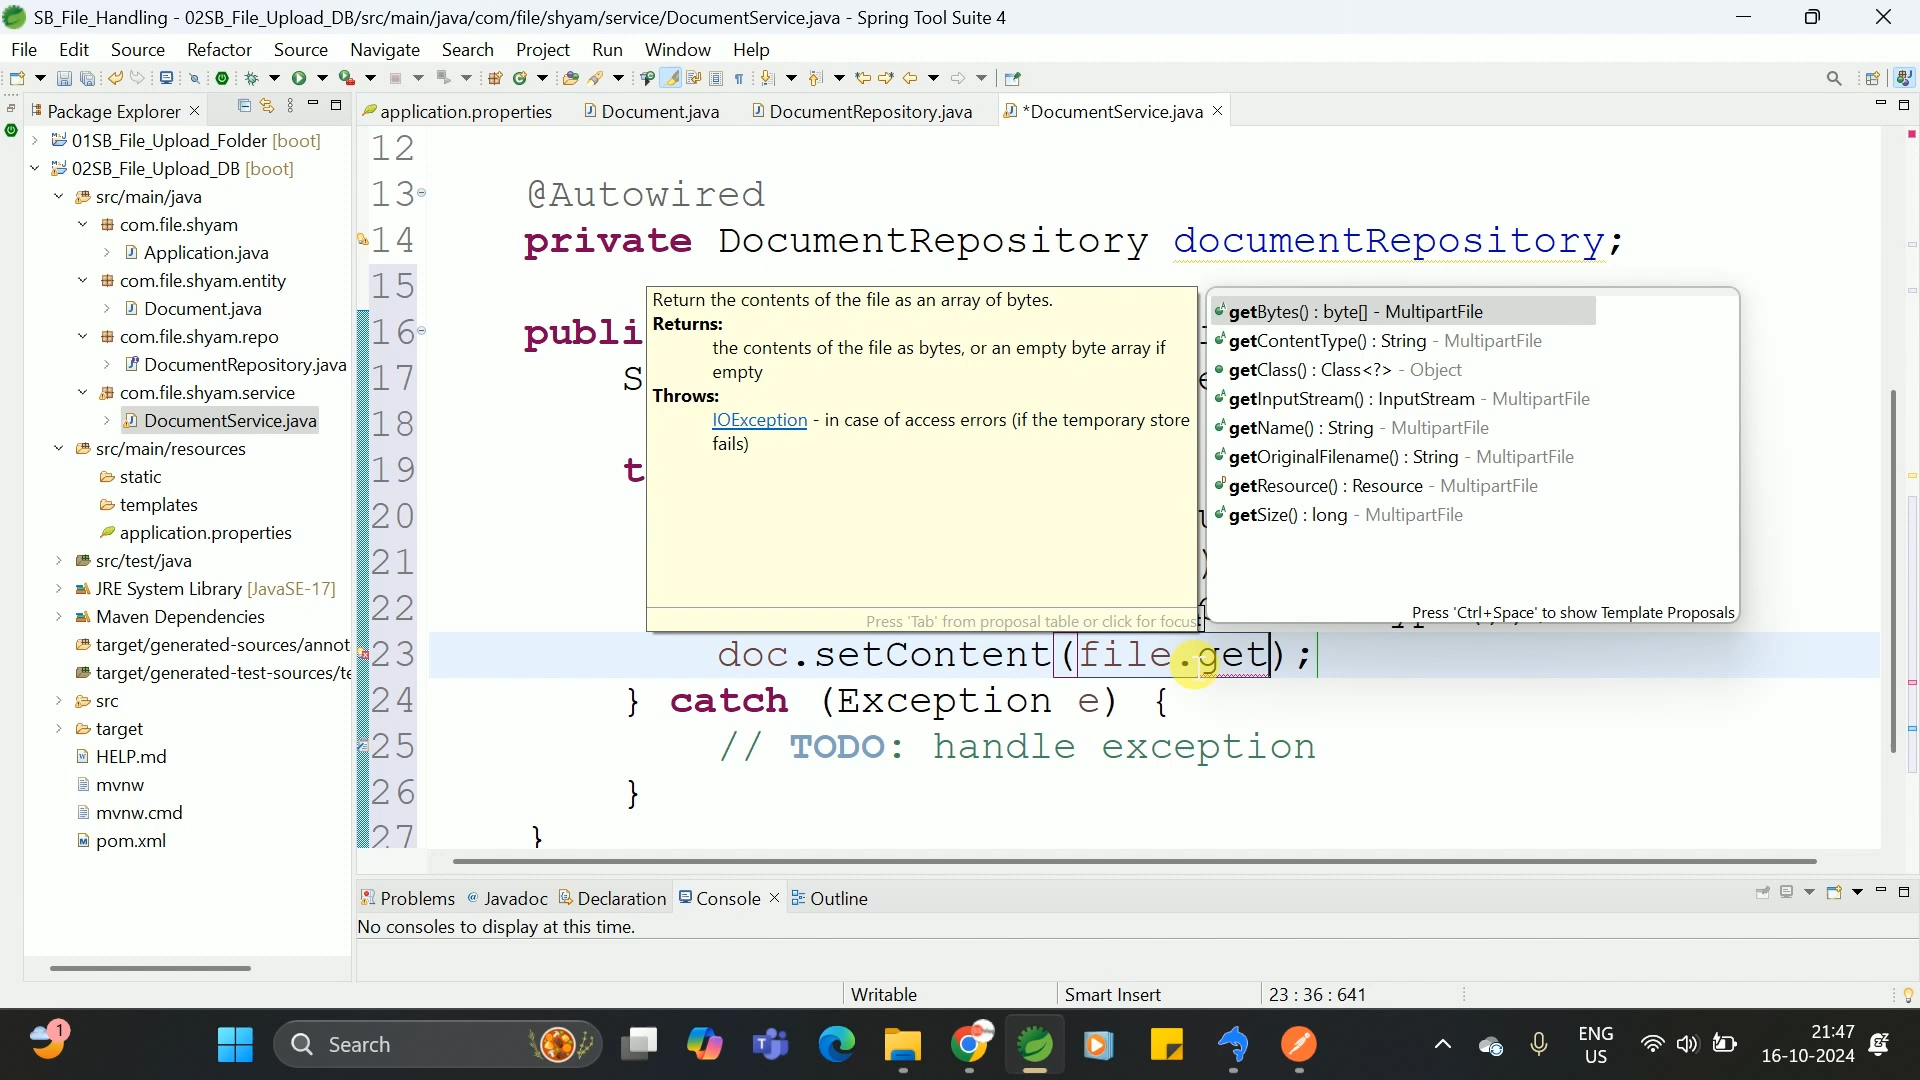 SB_File_Handling - 02SB_File_Upload_DB/src/main/java/com/file/shyam/service/DocumentService.java - Spring Tool Suite 4
File Edit Source Refactor Source Navigate Search Project Run Window Help
Package Explorer
application.properties Document.java DocumentRepository.java *DocumentService.java
01SB_File_Upload_Folder [boot]
02SB_File_Upload_DB [boot]
src/main/java
com.file.shyam
Application.java
com.file.shyam.entity
Document.java
com.file.shyam.repo
DocumentRepository.java
com.file.shyam.service
DocumentService.java
src/main/resources
static
templates
application.properties
src/test/java
JRE System Library [JavaSE-17]
Maven Dependencies
target/generated-sources/annot
target/generated-test-sources/te
src
target
HELP.md
mvnw
mvnw.cmd
pom.xml
12
13 @Autowired
14 private DocumentRepository documentRepository;
15
16 publi
17 S
18
19 t
20
21 )
22
23 doc.setContent(file.get);
24 } catch (Exception e) {
25 // TODO: handle exception
26 }
27 }
Return the contents of the file as an array of bytes.
Returns:
the contents of the file as bytes, or an empty byte array if
empty
Throws:
IOException - in case of access errors (if the temporary store
fails)
Press 'Tab' from proposal table or click for focus
getBytes() : byte[] - MultipartFile
getContentType() : String - MultipartFile
getClass() : Class<?> - Object
getInputStream() : InputStream - MultipartFile
getName() : String - MultipartFile
getOriginalFilename() : String - MultipartFile
getResource() : Resource - MultipartFile
getSize() : long - MultipartFile
Press 'Ctrl+Space' to show Template Proposals
Problems @ Javadoc Declaration Console Outline
No consoles to display at this time.
Writable Smart Insert 23 : 36 : 641
1
Search
ENG
US
21:47
16-10-2024